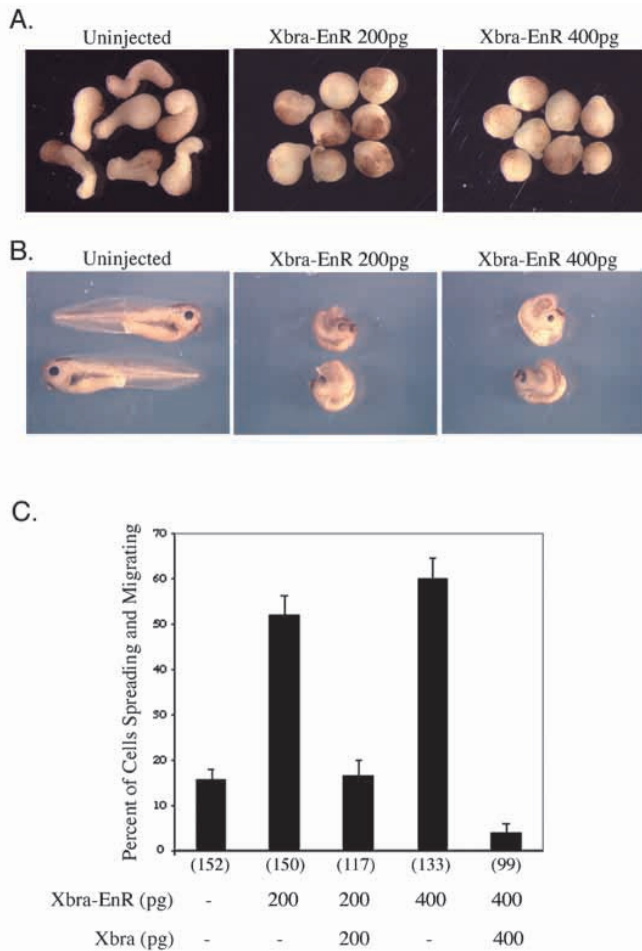 A.
Uninjected Xbra-EnR 200pg Xbra-EnR 400pg
B.
Uninjected Xbra-EnR 200pg Xbra-EnR 400pg
C.
Percent of Cells Spreading and Migrating
70
60
50
40
30
20
10
0
(152) (150) (117) (133) (99)
Xbra-EnR (pg) - 200 200 400 400
Xbra (pg) - - 200 - 400